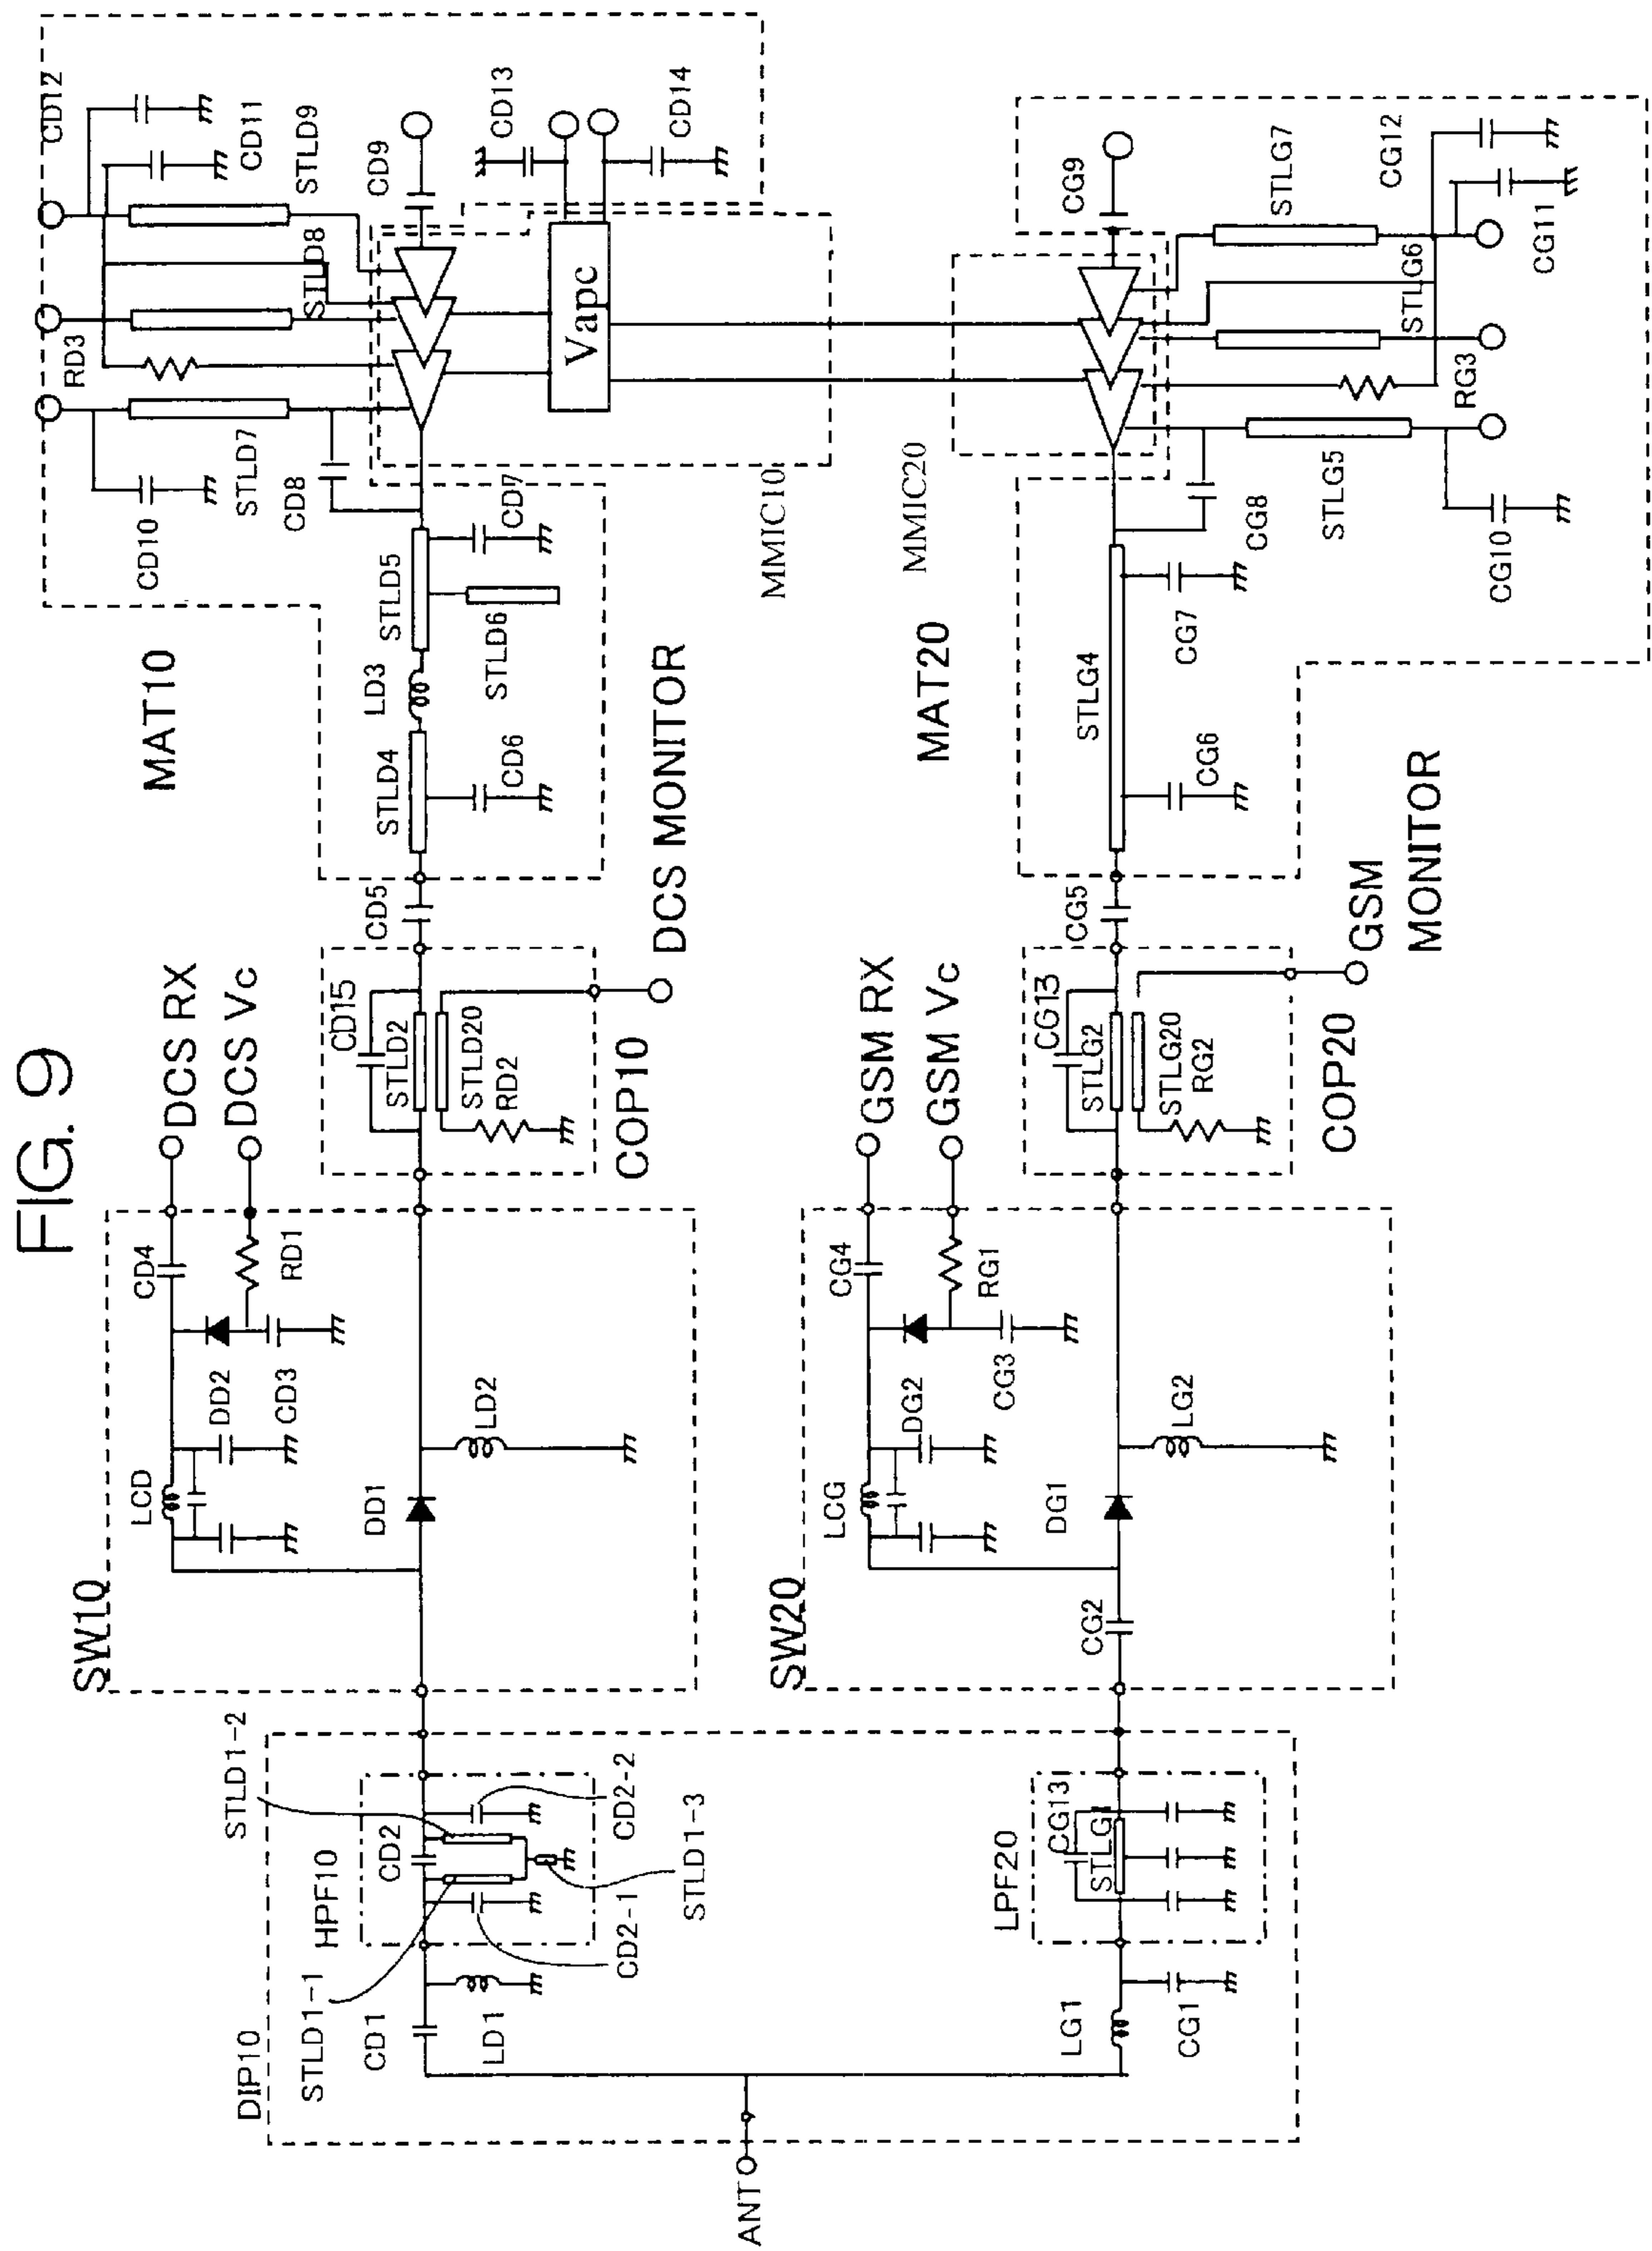 FIG. 9
ANT
DIP10
CD1
LD1
STLD1-1
HPF10
CD2
STLD1-2
CD2-1
CD2-2
STLD1-3
LG1
CG1
LPF20
CG13
STLG1
SW10
LCD
DD2
CD3
CD4
RD1
DD1
LD2
DCS RX
DCS Vc
SW20
LCG
DG2
CG3
CG4
RG1
CG2
DG1
LG2
GSM RX
GSM Vc
CD15
STLD2
STLD20
RD2
COP10
CD5
DCS MONITOR
CG13
STLG2
STLG20
RG2
COP20
CG5
GSM
MONITOR
MAT10
STLD4
CD6
LD3
STLD5
STLD6
CD7
CD8
CD10
STLD7
RD3
STLD8
STLD9
CD11
CD12
CD9
CD13
CD14
Vapc
MMIC10
MAT20
MMIC20
STLG4
CG6
CG7
CG8
STLG5
CG10
RG3
STLG6
STLG7
CG9
CG11
CG12